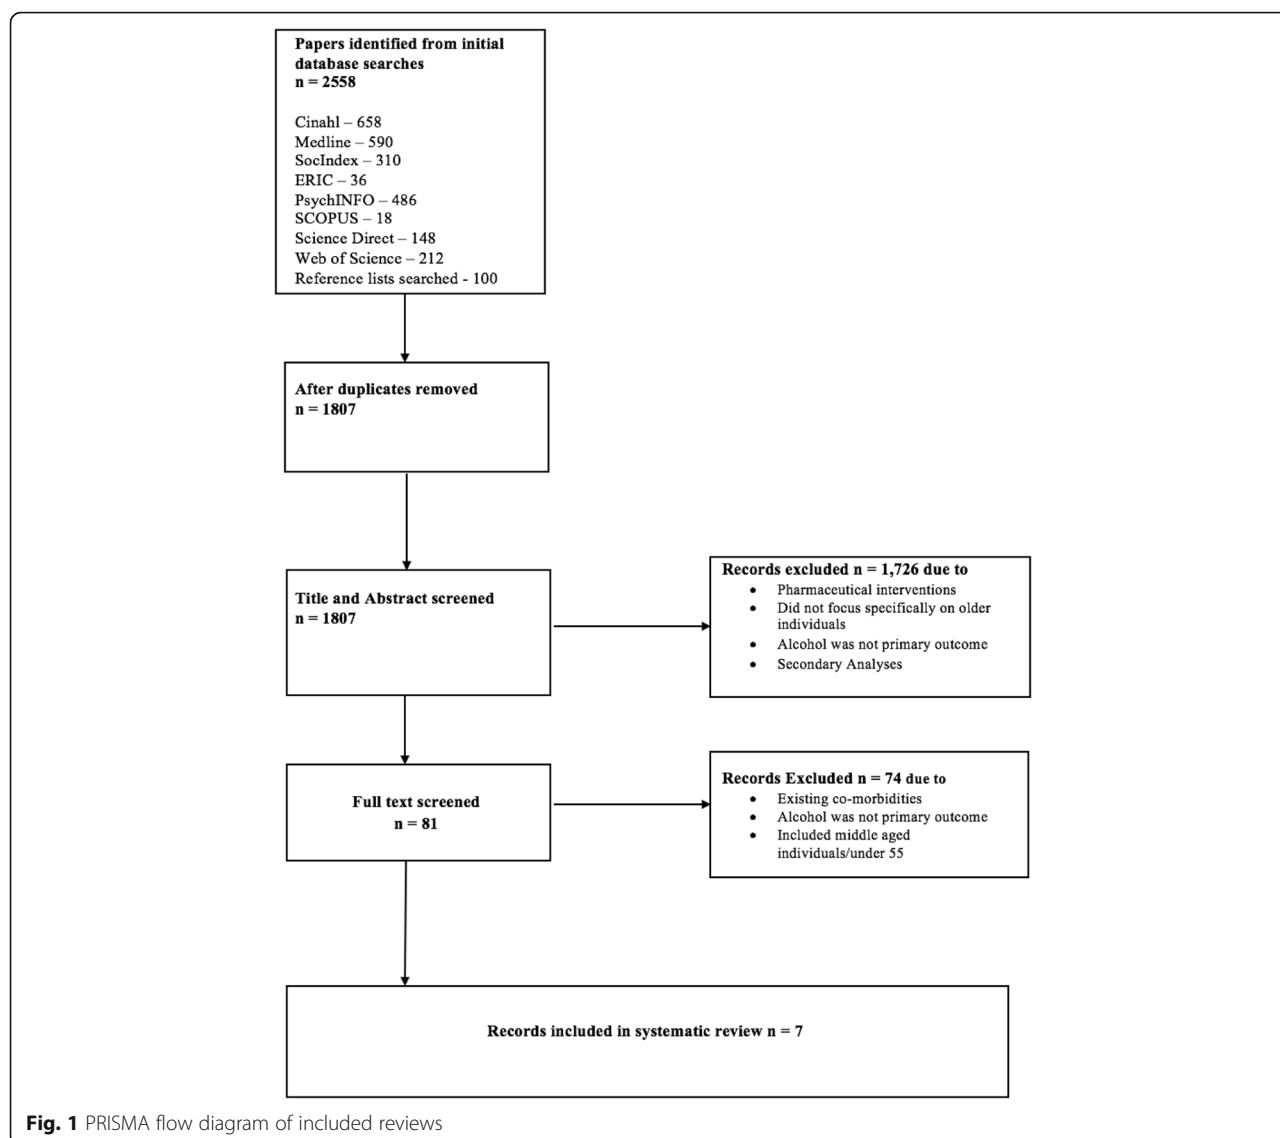 Papers identified from initial
database searches
n = 2558
Cinahl – 658
Medline – 590
SocIndex – 310
ERIC – 36
PsychINFO – 486
SCOPUS – 18
Science Direct – 148
Web of Science – 212
Reference lists searched - 100
After duplicates removed
n = 1807
Title and Abstract screened
n = 1807
Records excluded n = 1,726 due to
• Pharmaceutical interventions
• Did not focus specifically on older
individuals
• Alcohol was not primary outcome
• Secondary Analyses
Full text screened
n = 81
Records Excluded n = 74 due to
• Existing co-morbidities
• Alcohol was not primary outcome
• Included middle aged
individuals/under 55
Records included in systematic review n = 7
Fig. 1 PRISMA flow diagram of included reviews